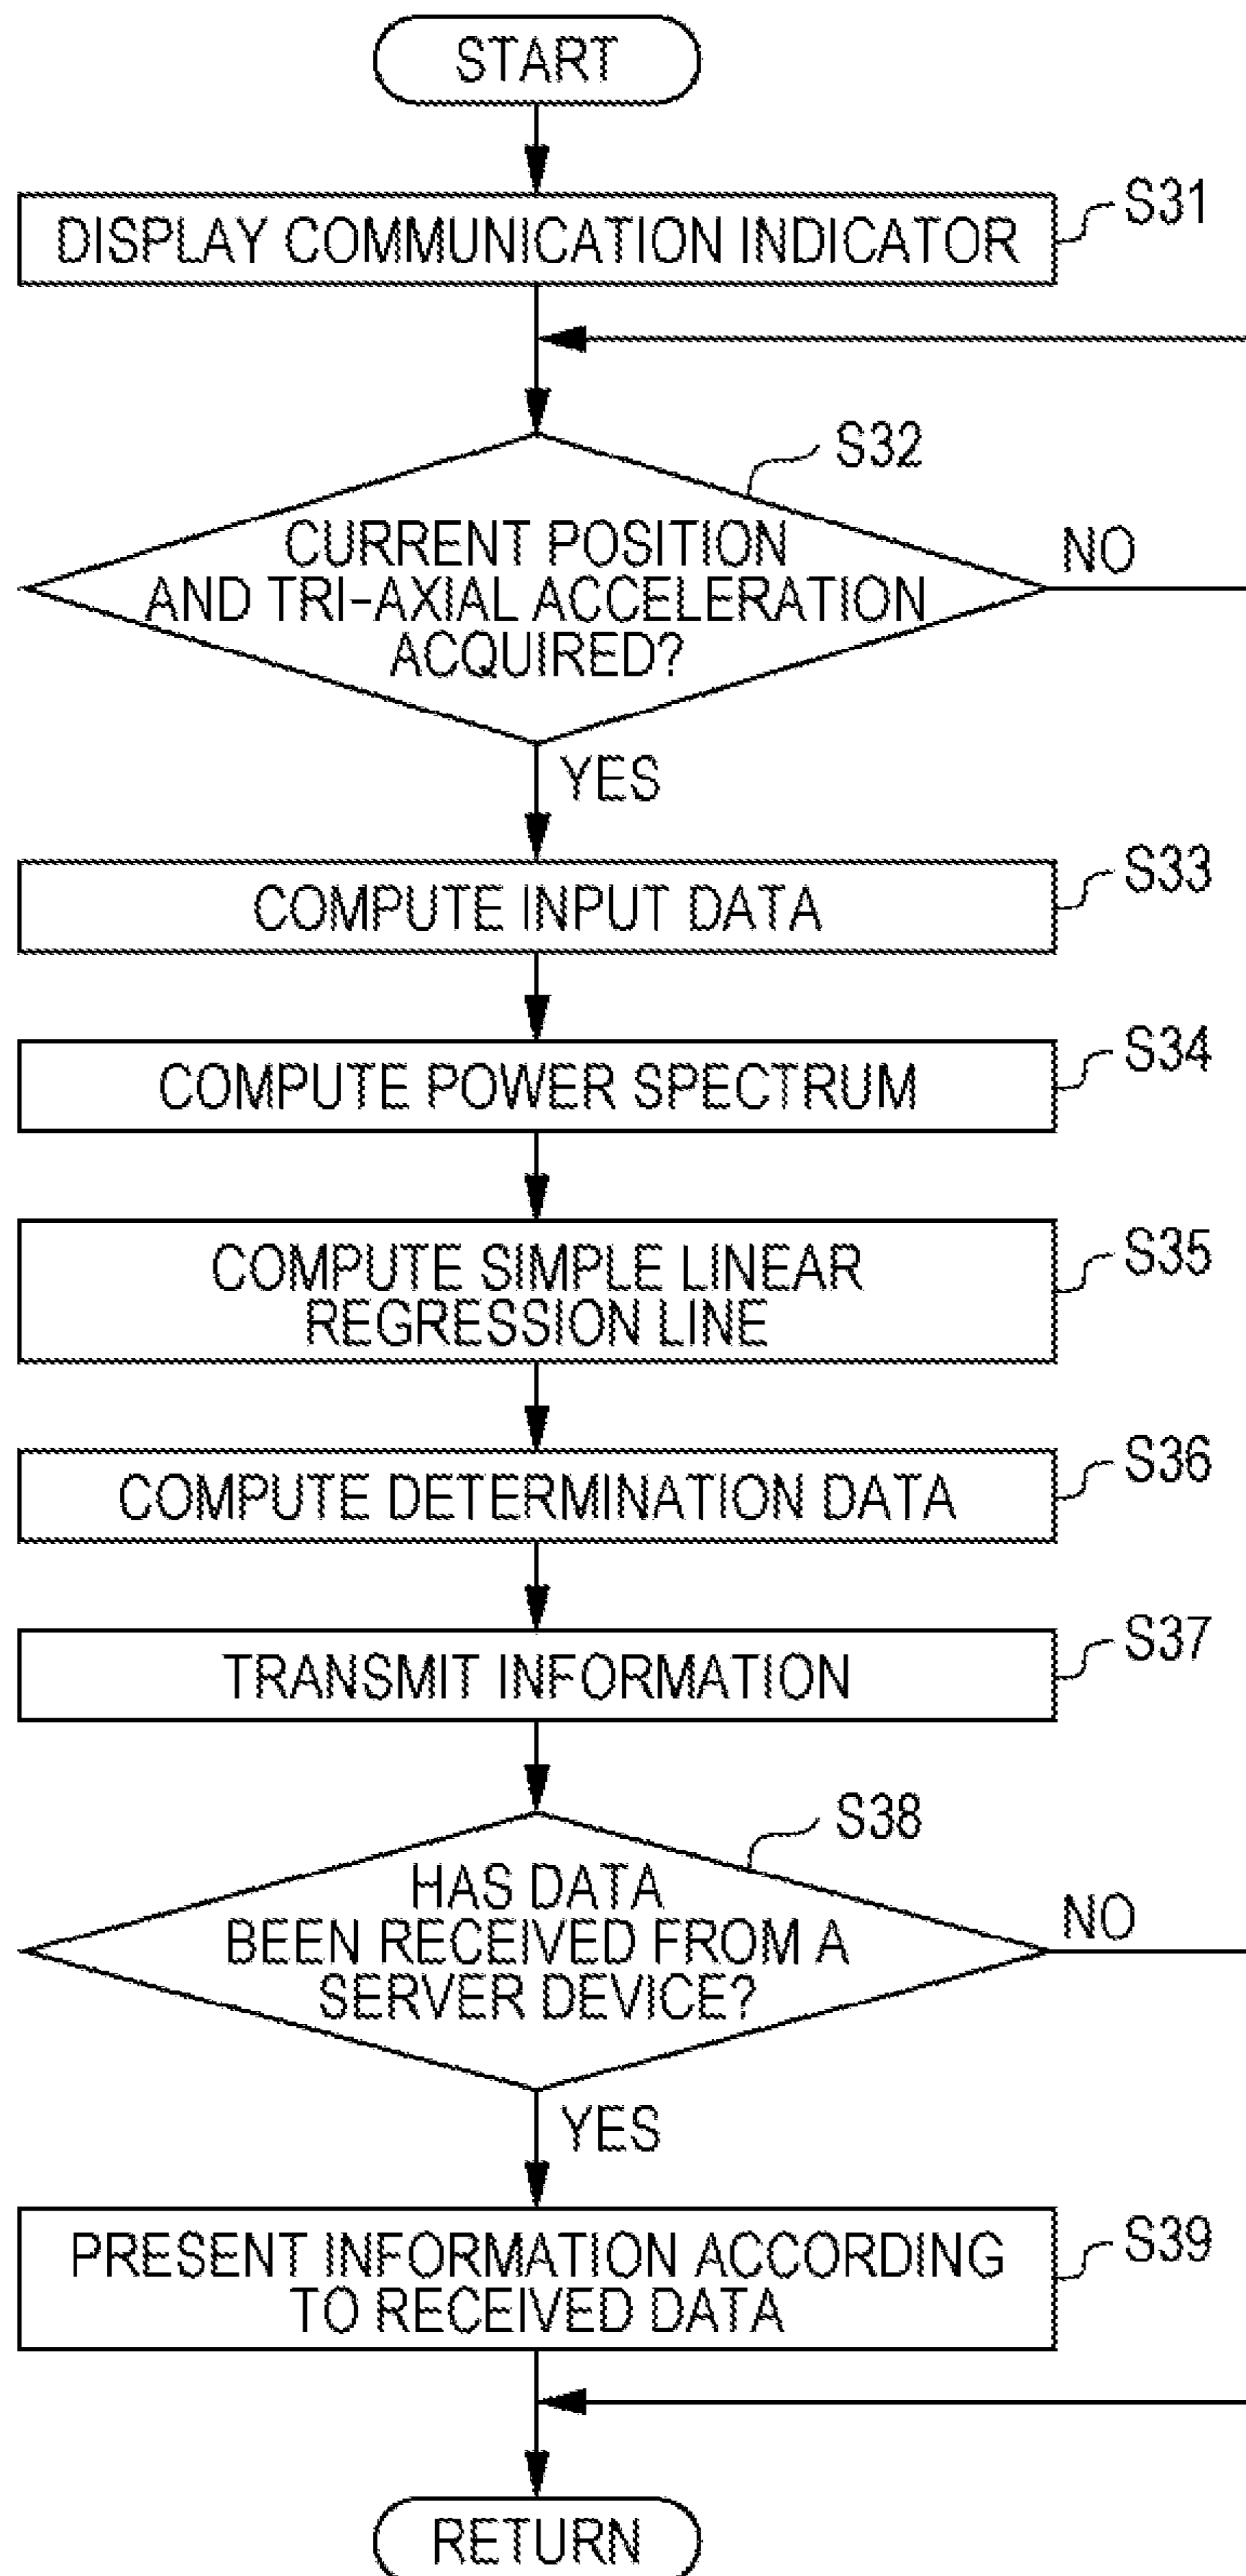 START
DISPLAY COMMUNICATION INDICATOR
S31
S32
CURRENT POSITION
AND TRI-AXIAL ACCELERATION
ACQUIRED?
NO
YES
COMPUTE INPUT DATA
S33
COMPUTE POWER SPECTRUM
S34
COMPUTE SIMPLE LINEAR
REGRESSION LINE
S35
COMPUTE DETERMINATION DATA
S36
TRANSMIT INFORMATION
S37
S38
HAS DATA
BEEN RECEIVED FROM A
SERVER DEVICE?
NO
YES
PRESENT INFORMATION ACCORDING
TO RECEIVED DATA
S39
RETURN